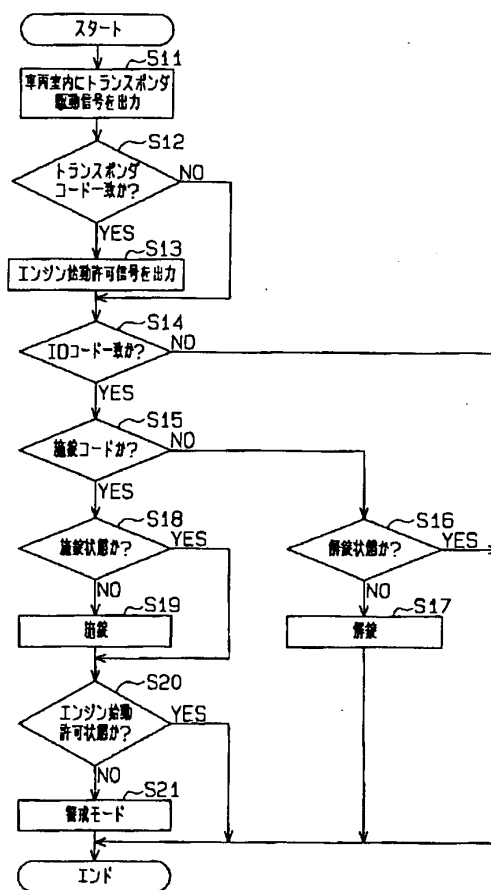 スタート
S11
車両室内にトランスポンダ
駆動信号を出力
S12
トランスポンダ
コード一致か?
NO
YES
S13
エンジン始動許可信号を出力
S14
IDコード一致か?
NO
YES
S15
施錠コードか?
NO
YES
S18
施錠状態か?
YES
NO
S16
解錠状態か?
YES
NO
S19
施錠
S17
解錠
S20
エンジン始動
許可状態か?
YES
NO
S21
警戒モード
エンド